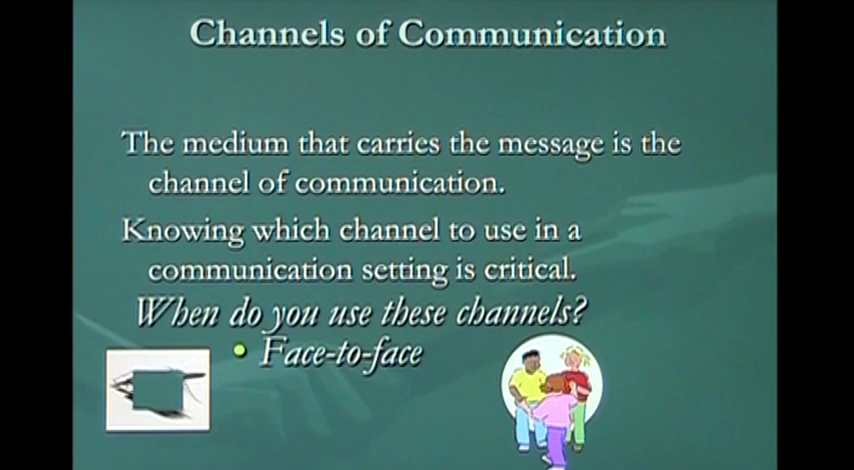 Channels of Communication
The medium that carries the message is the
channel of communication.
Knowing which channel to use in a
communication setting is critical.
When do you use these channels?
• Face-to-face